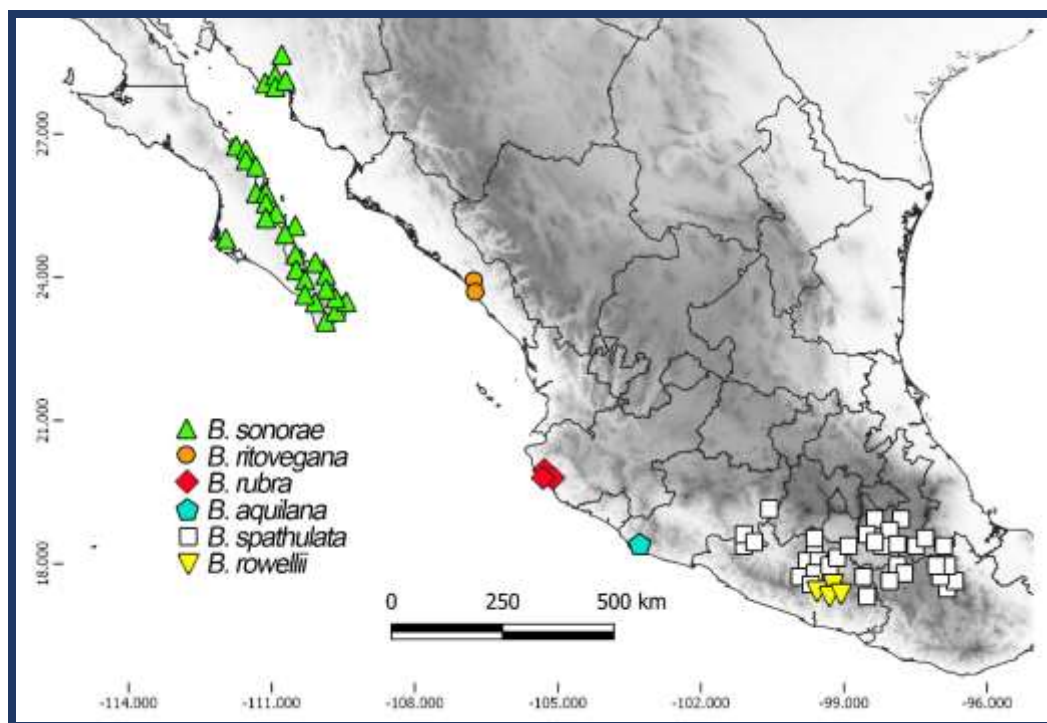 27.000
24.000
21.000
18.000
B. sonorae
B. ritovegana
B. rubra
B. aquilana
B. spathulata
B. rowellii
0 250 500 km
-114.000 -111.000 -108.000 -105.000 -102.000 -99.000 -96.000